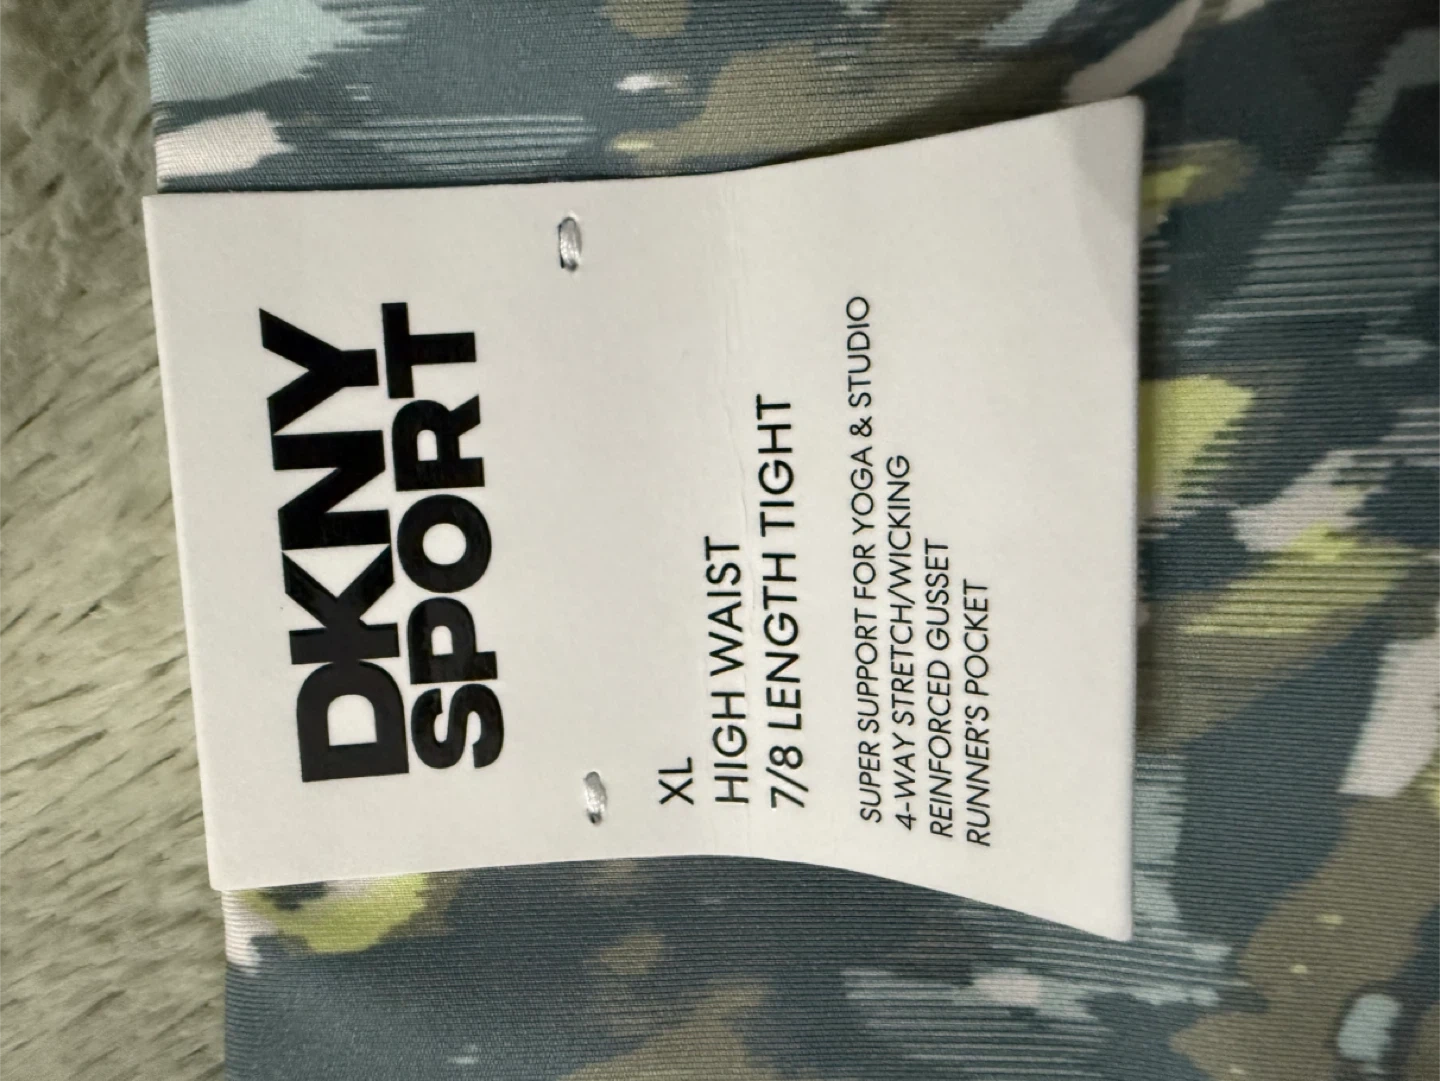 DKNY
SPORT
XL
HIGH WAIST
7/8 LENGTH TIGHT
SUPER SUPPORT FOR YOGA & STUDIO
4-WAY STRETCH/WICKING
REINFORCED GUSSET
RUNNER'S POCKET